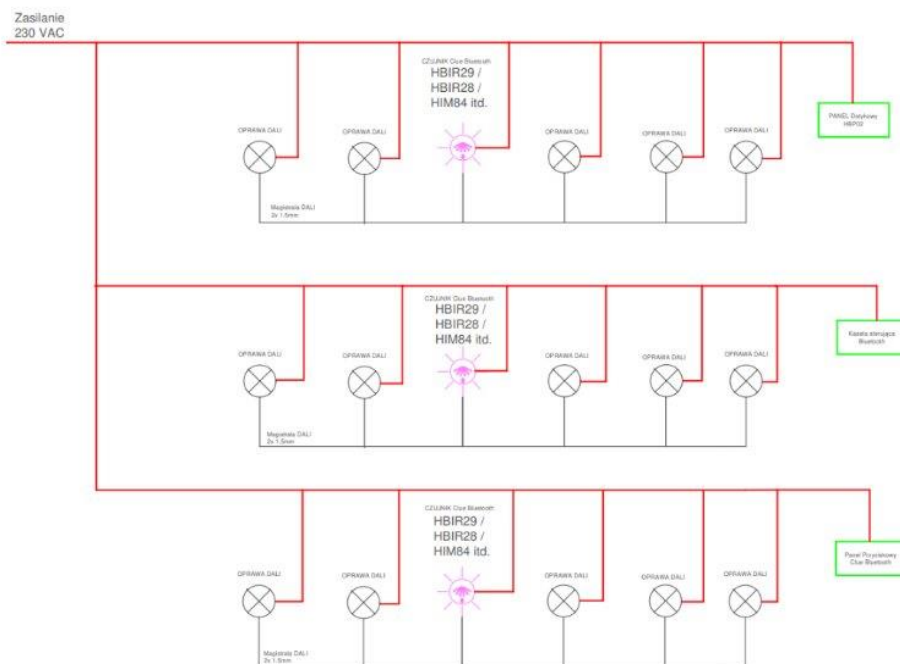 Zasilanie
230 VAC
CZUJNIK Clue Bluetooth
HBIR29 /
HBIR28 /
HIM84 itd.
OPRAWA DALI
OPRAWA DALI
OPRAWA DALI
OPRAWA DALI
OPRAWA DALI
PANEL Dotykowy
HBP02
Magistrala DALI
2x 1.5mm
CZUJNIK Clue Bluetooth
HBIR29 /
HBIR28 /
HIM84 itd.
OPRAWA DALI
OPRAWA DALI
OPRAWA DALI
OPRAWA DALI
OPRAWA DALI
Kaseta sterująca
Bluetooth
Magistrala DALI
2x 1.5mm
CZUJNIK Clue Bluetooth
HBIR29 /
HBIR28 /
HIM84 itd.
OPRAWA DALI
OPRAWA DALI
OPRAWA DALI
OPRAWA DALI
OPRAWA DALI
Panel Przyciskowy
Clue Bluetooth
Magistrala DALI
2x 1.5mm